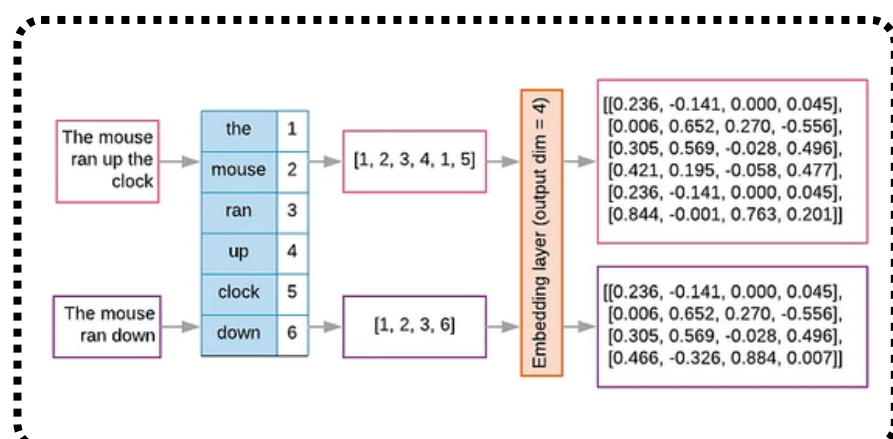 The mouse
ran up the
clock
the 1
mouse 2
ran 3
up 4
clock 5
down 6
[1, 2, 3, 4, 1, 5]
Embedding layer (output dim = 4)
[[0.236, -0.141, 0.000, 0.045],
[0.006, 0.652, 0.270, -0.556],
[0.305, 0.569, -0.028, 0.496],
[0.421, 0.195, -0.058, 0.477],
[0.236, -0.141, 0.000, 0.045],
[0.844, -0.001, 0.763, 0.201]]
The mouse
ran down
[1, 2, 3, 6]
[[0.236, -0.141, 0.000, 0.045],
[0.006, 0.652, 0.270, -0.556],
[0.305, 0.569, -0.028, 0.496],
[0.466, -0.326, 0.884, 0.007]]